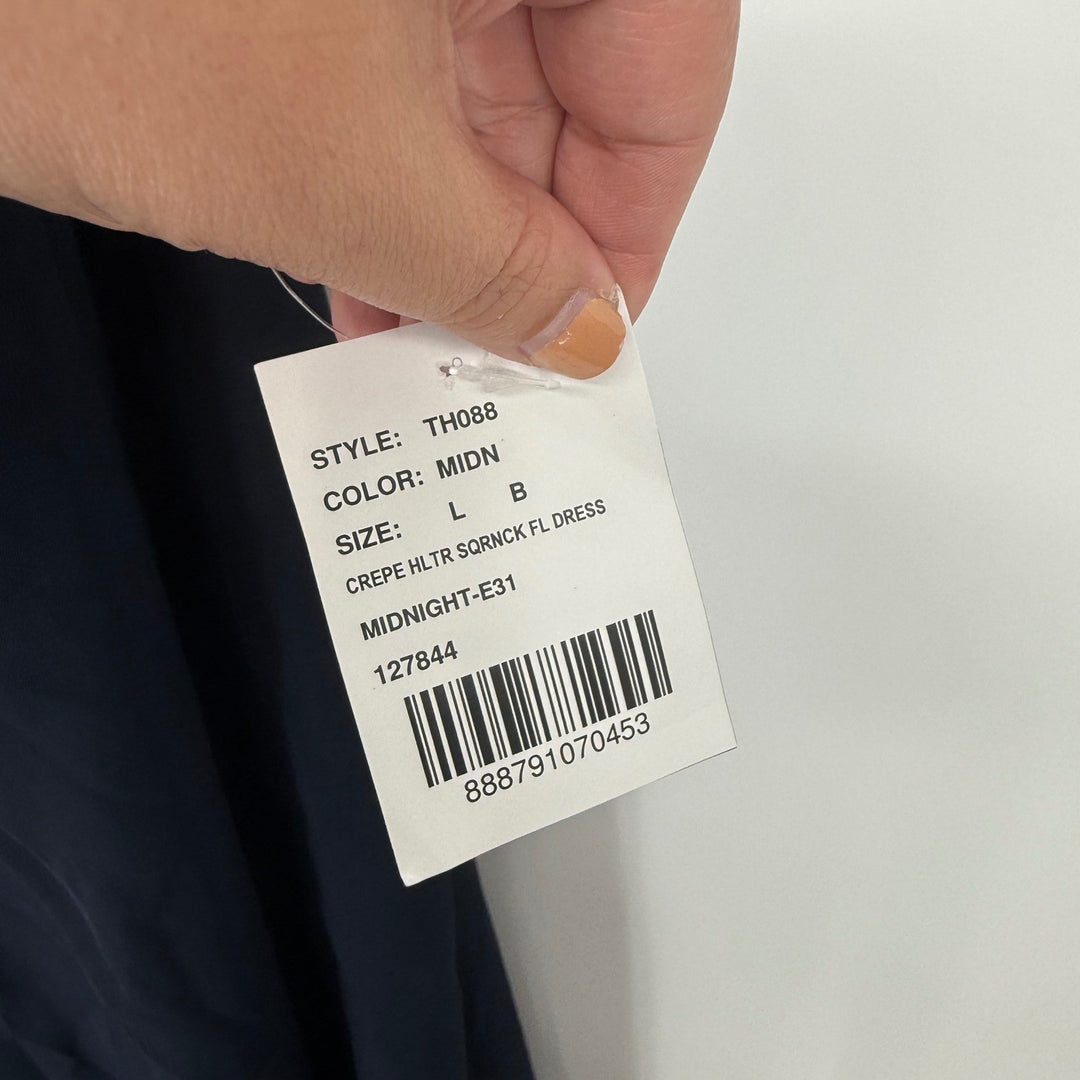 STYLE: TH088
COLOR: MIDN
SIZE: L B
CREPE HLTR SQRNCK FL DRESS
MIDNIGHT-E31
127844
888791070453